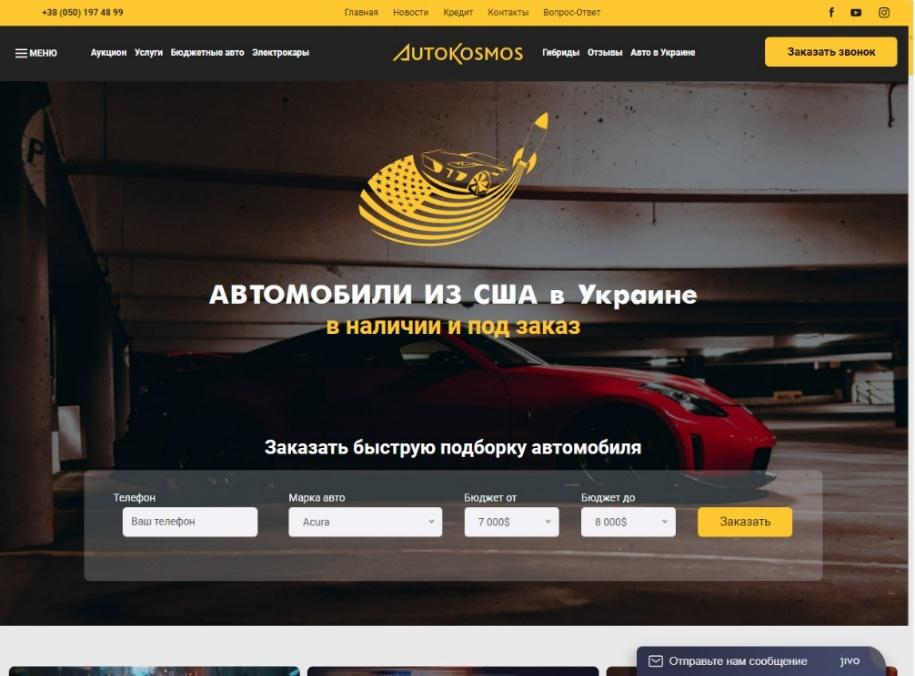 +38 (050) 197 48 99 Главная Новости Кредит Контакты Вопрос-Ответ
МЕНЮ Аукцион Услуги Бюджетные авто Электрокары AUTOKOSMOS Гибриды Отзывы Авто в Украине Заказать звонок
P
АВТОМОБИЛИ ИЗ США в Украине
в наличии и под заказ
Заказать быструю подборку автомобиля
Телефон Марка авто Бюджет от Бюджет до
Ваш телефон Acura 7 000$ 8 000$ Заказать
Отправьте нам сообщение jivo